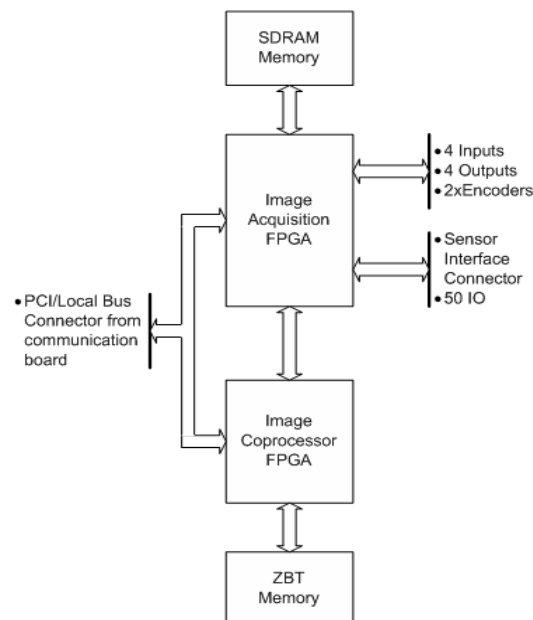 SDRAM
Memory
Image
Acquisition
FPGA
• 4 Inputs
• 4 Outputs
• 2xEncoders
• Sensor
Interface
Connector
• 50 IO
• PCI/Local Bus
Connector from
communication
board
Image
Coprocessor
FPGA
ZBT
Memory